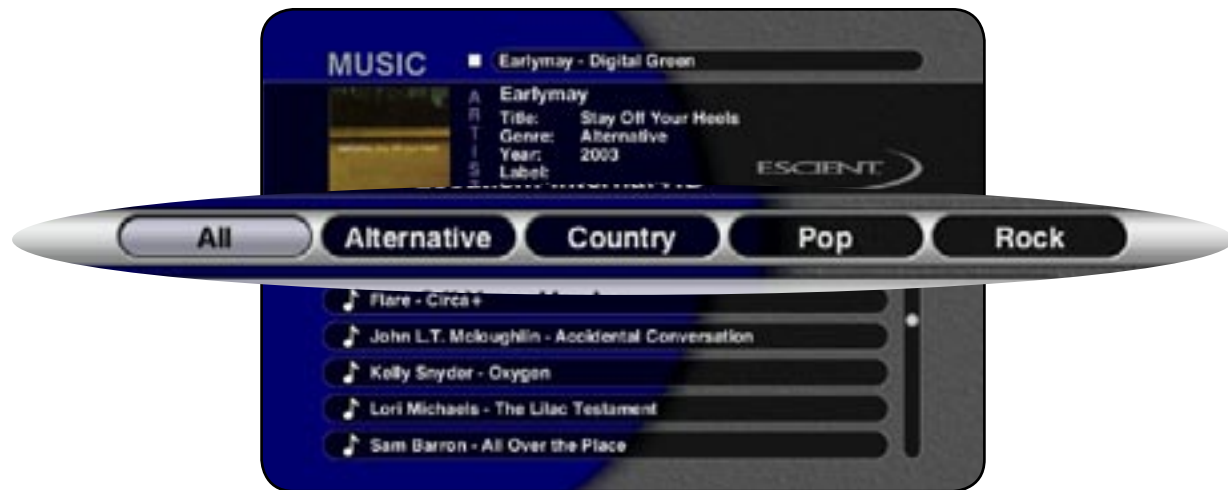 MUSIC
Earlymay - Digital Green
ARTIS
Earlymay
Title: Stay Off Your Heels
Genre: Alternative
Year: 2003
Label:
ESCIENT
All Alternative Country Pop Rock
Flare - Circa+
John L.T. Mcloughlin - Accidental Conversation
Kelly Snyder - Oxygen
Lori Michaels - The Lilac Testament
Sam Barron - All Over the Place